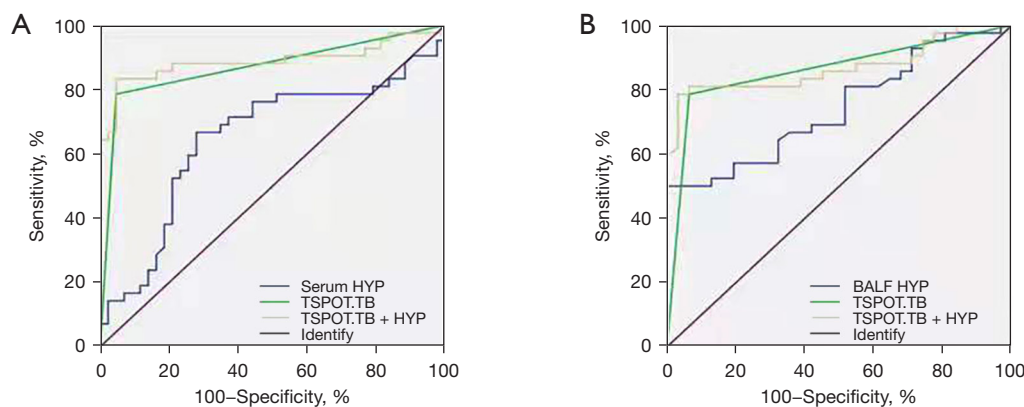 A
100
80
60
40
20
0
Sensitivity, %
Serum HYP
TSPOT.TB
TSPOT.TB + HYP
Identify
0 20 40 60 80 100
100–Specificity, %
B
100
80
60
40
20
0
Sensitivity, %
BALF HYP
TSPOT.TB
TSPOT.TB + HYP
Identify
0 20 40 60 80 100
100–Specificity, %